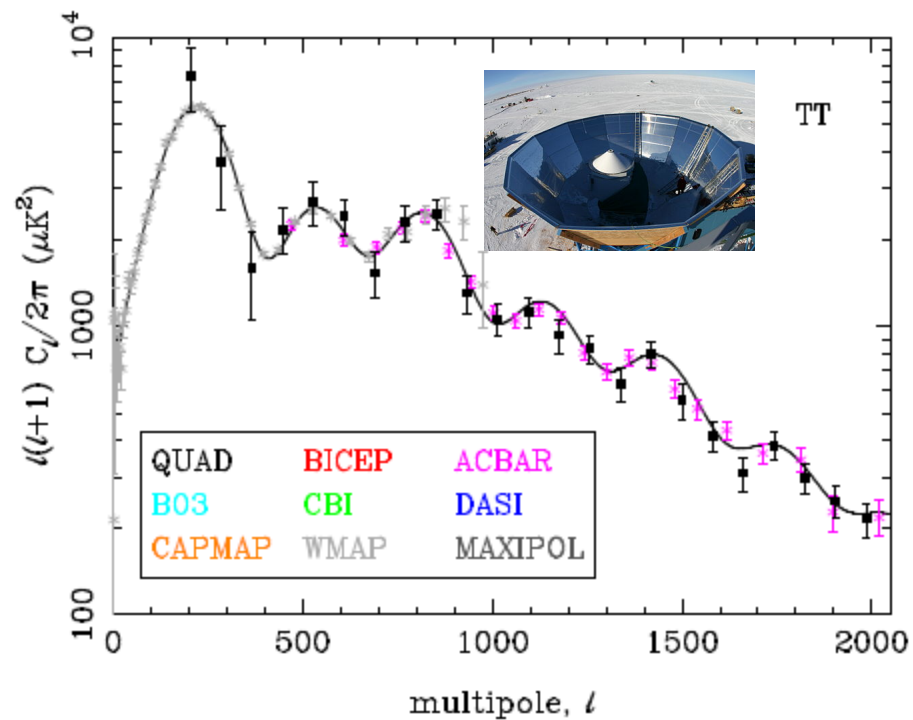 10⁴
TT
1000
100
l(l+1) Cₗ/2π (μK²)
QUAD BICEP ACBAR
B03 CBI DASI
CAPMAP WMAP MAXIPOL
0 500 1000 1500 2000
multipole, l